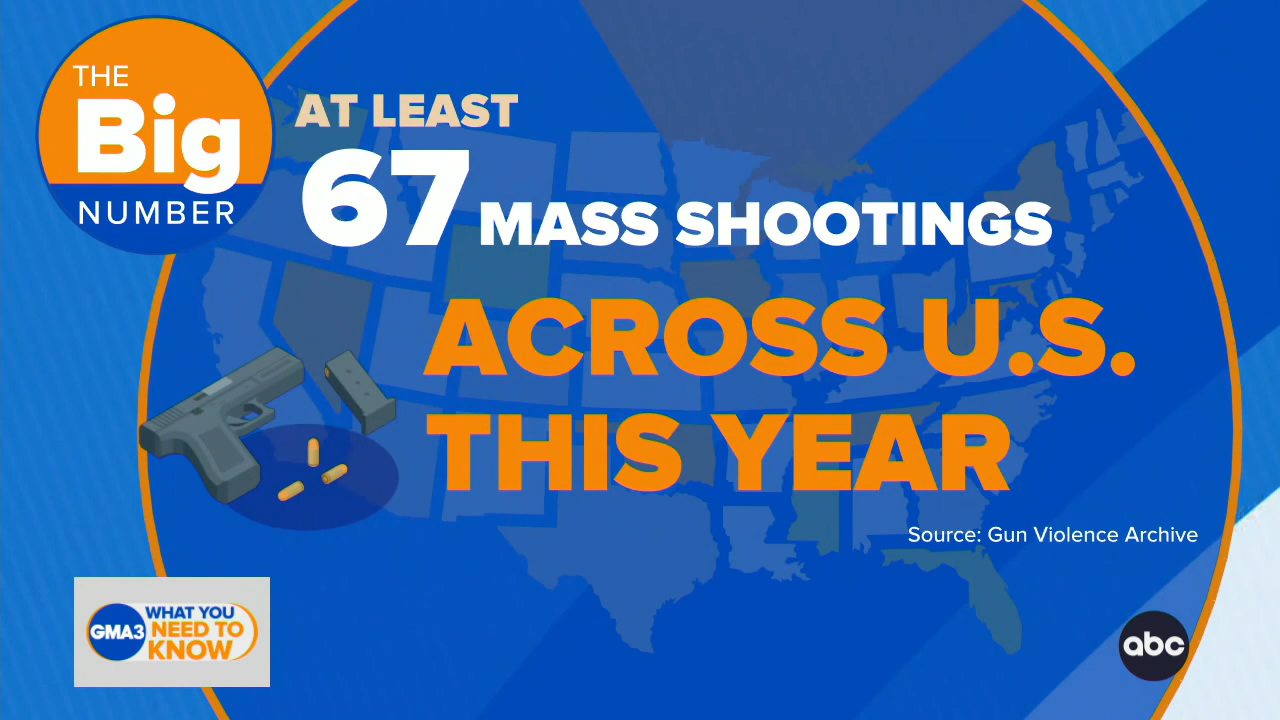 THE
Big
NUMBER
AT LEAST
67 MASS SHOOTINGS
ACROSS U.S.
THIS YEAR
Source: Gun Violence Archive
GMA3
WHAT YOU
NEED TO
KNOW
abc